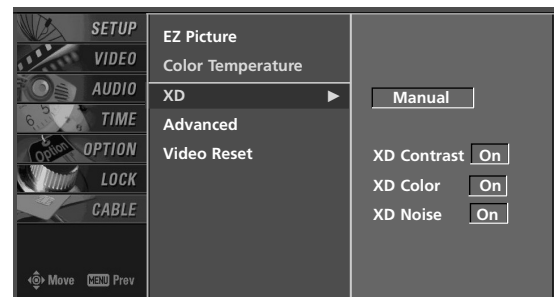 SETUP
VIDEO
AUDIO
TIME
OPTION
LOCK
CABLE
Move MENU Prev
EZ Picture
Color Temperature
XD ▶
Advanced
Video Reset
Manual
XD Contrast On
XD Color On
XD Noise On